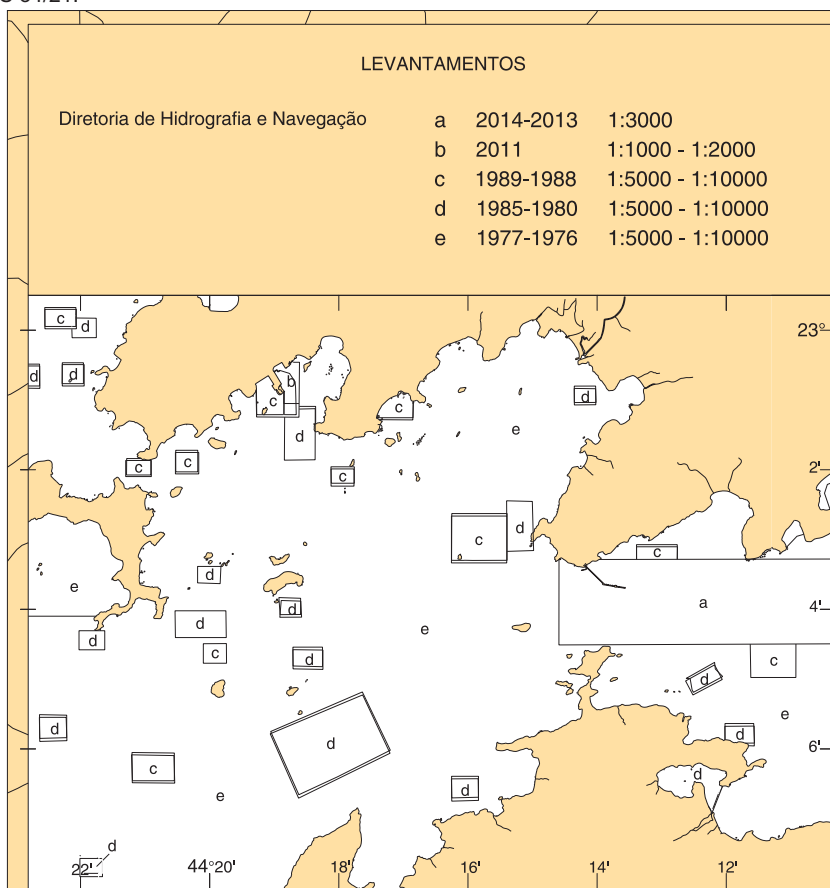 LEVANTAMENTOS
Diretoria de Hidrografia e Navegação
a 2014-2013 1:3000
b 2011 1:1000 - 1:2000
c 1989-1988 1:5000 - 1:10000
d 1985-1980 1:5000 - 1:10000
e 1977-1976 1:5000 - 1:10000
c
d
23°
d
d
b
c
c
d
d
e
c
c
c
2'
d
c
c
d
e
d
a
4'
d
d
e
d
c
d
c
d
d
e
d
d
c
6'
d
e
d
d
22'
44°20'
18'
16'
14'
12'